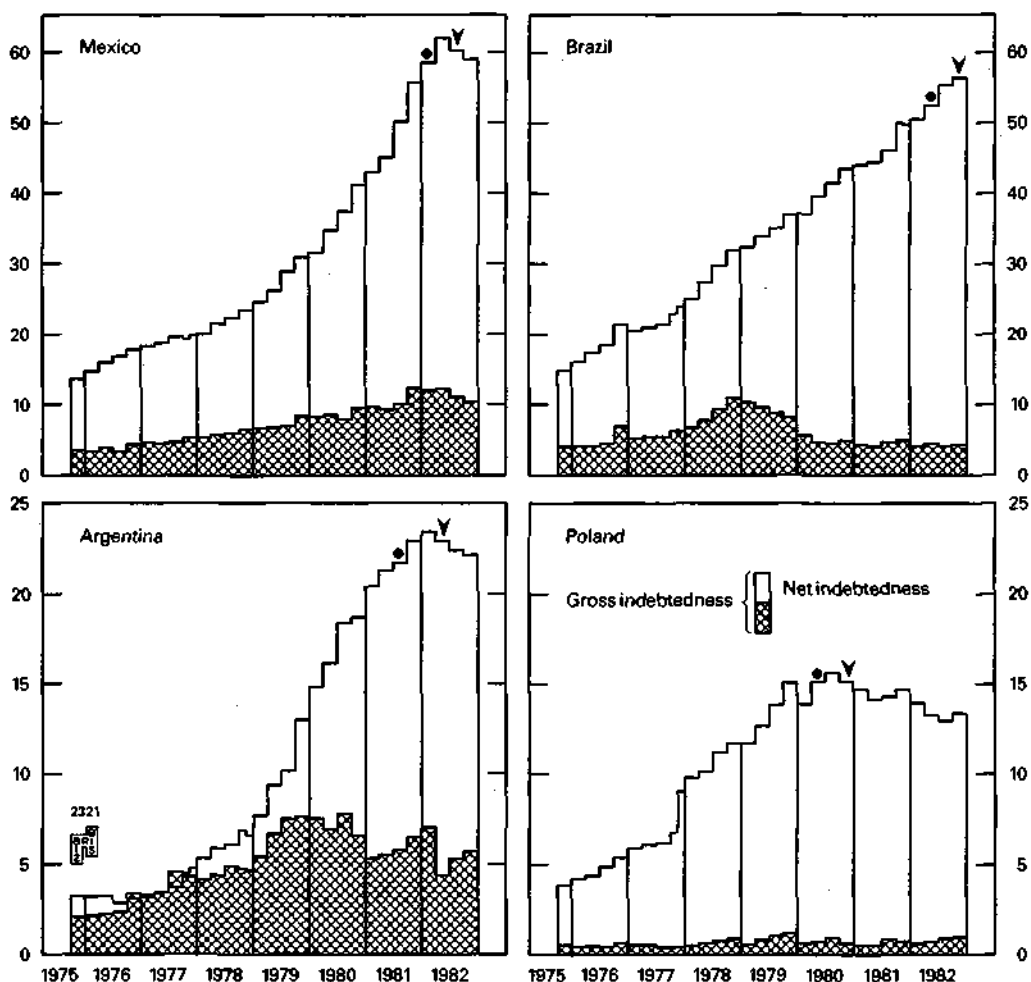 Mexico
Brazil
60 50 40 30 20 10 0
60 50 40 30 20 10 0
Argentina
Poland
25 20 15 10 5 0
25 20 15 10 5 0
Gross indebtedness
Net indebtedness
2321
1975 1976 1977 1978 1979 1980 1981 1982
1975 1976 1977 1978 1979 1980 1981 1982